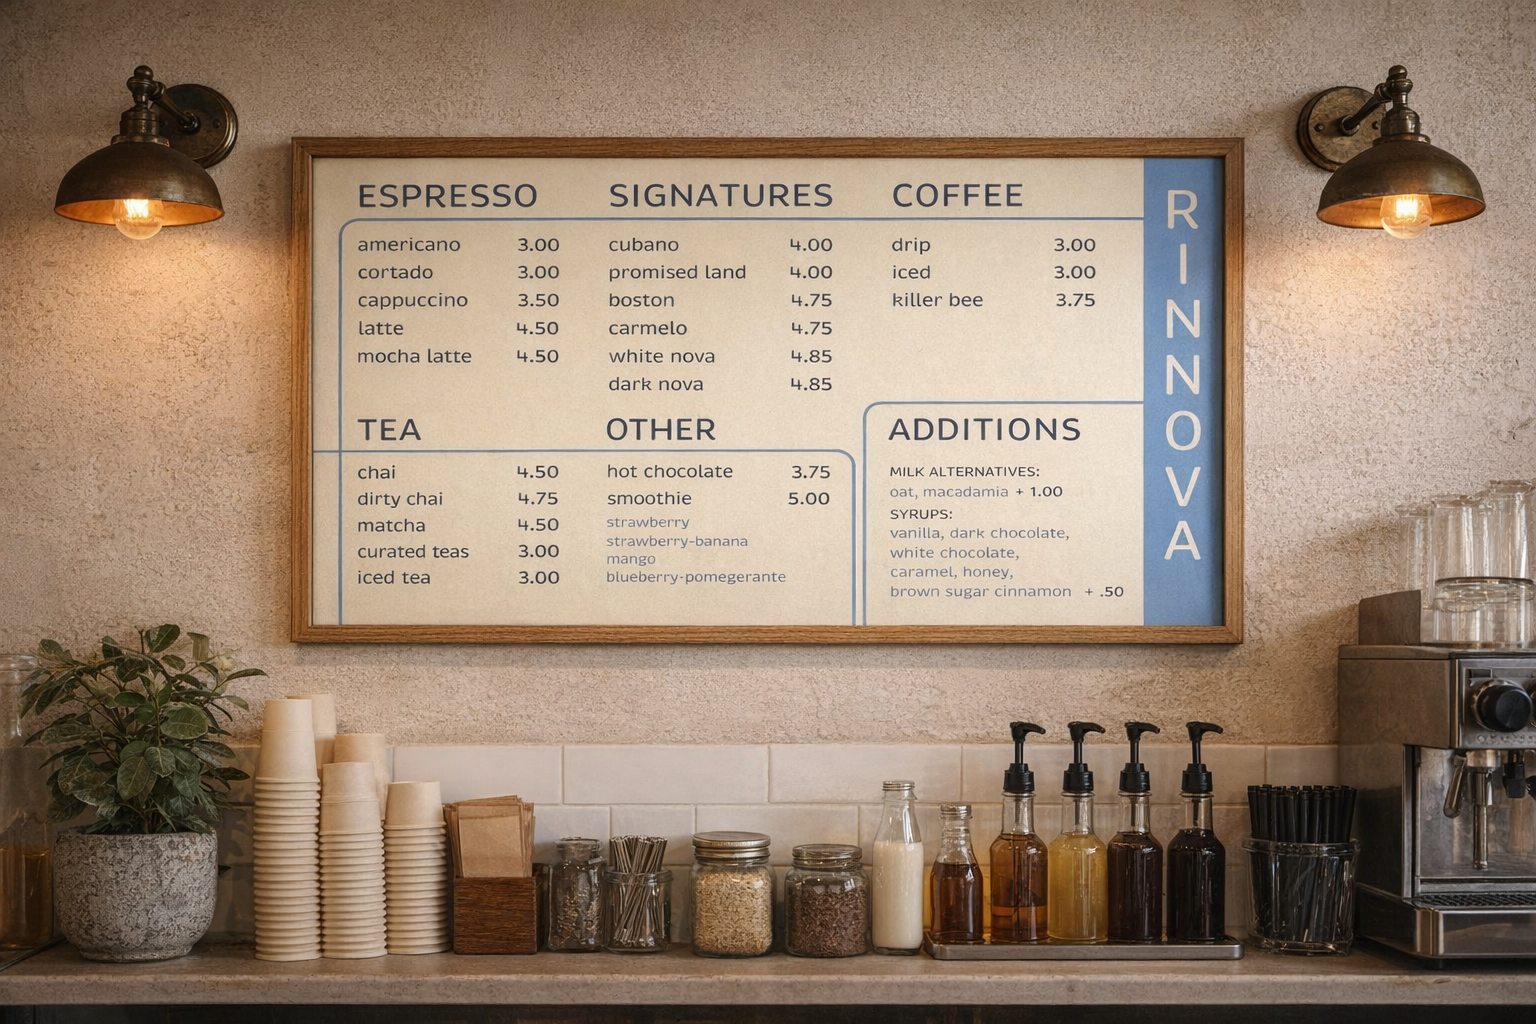 ESPRESSO
americano 3.00
cortado 3.00
cappuccino 3.50
latte 4.50
mocha latte 4.50
SIGNATURES
cubano 4.00
promised land 4.00
boston 4.75
carmelo 4.75
white nova 4.85
dark nova 4.85
COFFEE
drip 3.00
iced 3.00
killer bee 3.75
TEA
chai 4.50
dirty chai 4.75
matcha 4.50
curated teas 3.00
iced tea 3.00
OTHER
hot chocolate 3.75
smoothie 5.00
strawberry
strawberry-banana
mango
blueberry-pomegerante
ADDITIONS
MILK ALTERNATIVES:
oat, macadamia + 1.00
SYRUPS:
vanilla, dark chocolate,
white chocolate,
caramel, honey,
brown sugar cinnamon + .50
RINNOVA